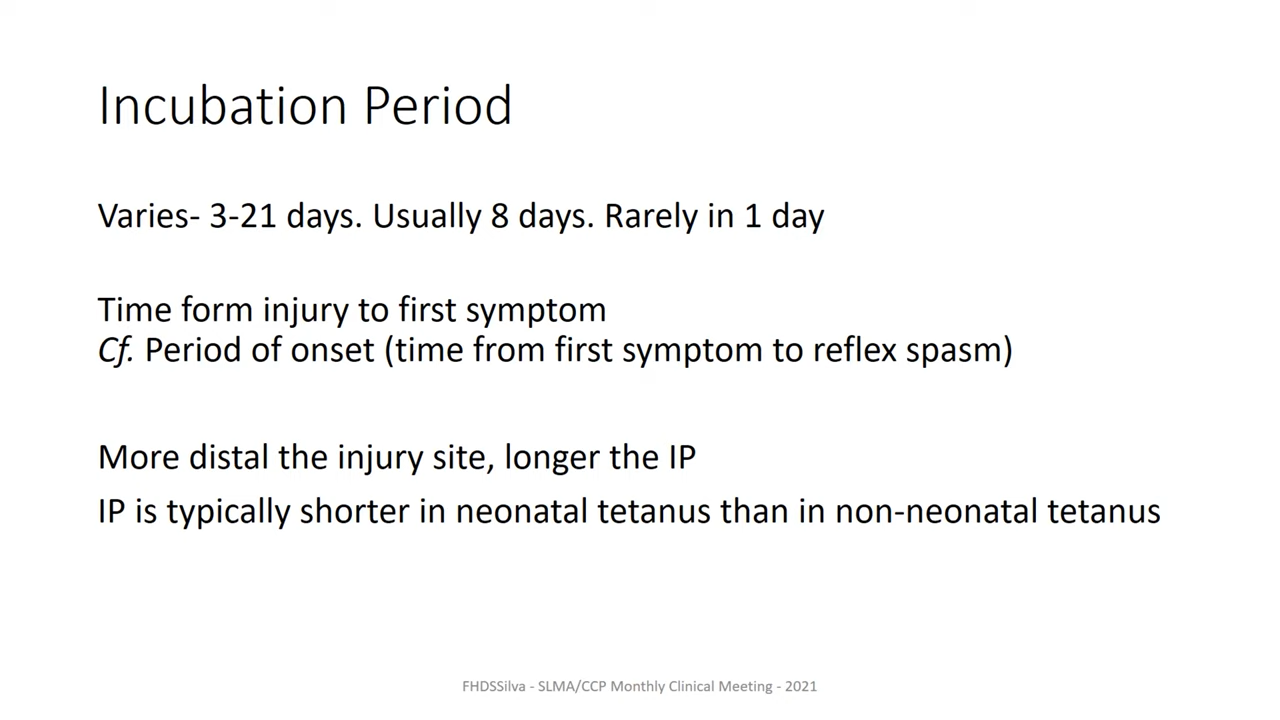 Incubation Period
Varies- 3-21 days. Usually 8 days. Rarely in 1 day
Time form injury to first symptom
Cf. Period of onset (time from first symptom to reflex spasm)
More distal the injury site, longer the IP
IP is typically shorter in neonatal tetanus than in non-neonatal tetanus
FHDSSilva - SLMA/CCP Monthly Clinical Meeting - 2021